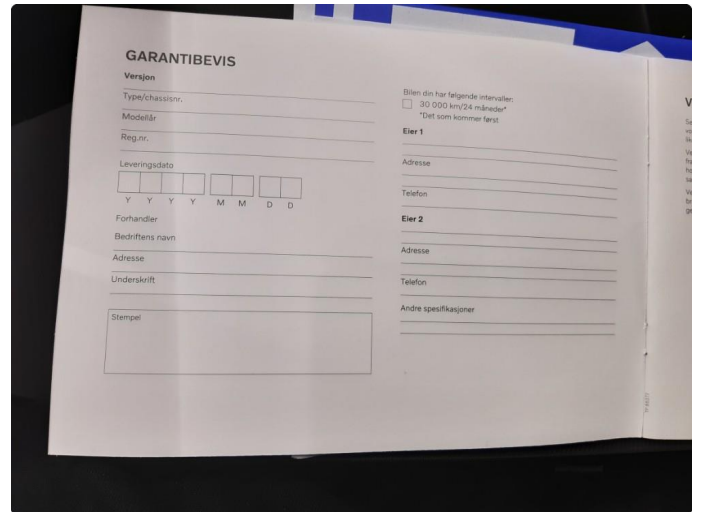 GARANTIBEVIS
Versjon
Type/chassisnr.
Modellår
Reg.nr.
Leveringsdato
Y Y Y Y M M D D
Forhandler
Bedriftens navn
Adresse
Underskrift
Stempel
Bilen din har følgende intervaller:
30 000 km/24 måneder*
*Det som kommer først
Eier 1
Adresse
Telefon
Eier 2
Adresse
Telefon
Andre spesifikasjoner
V